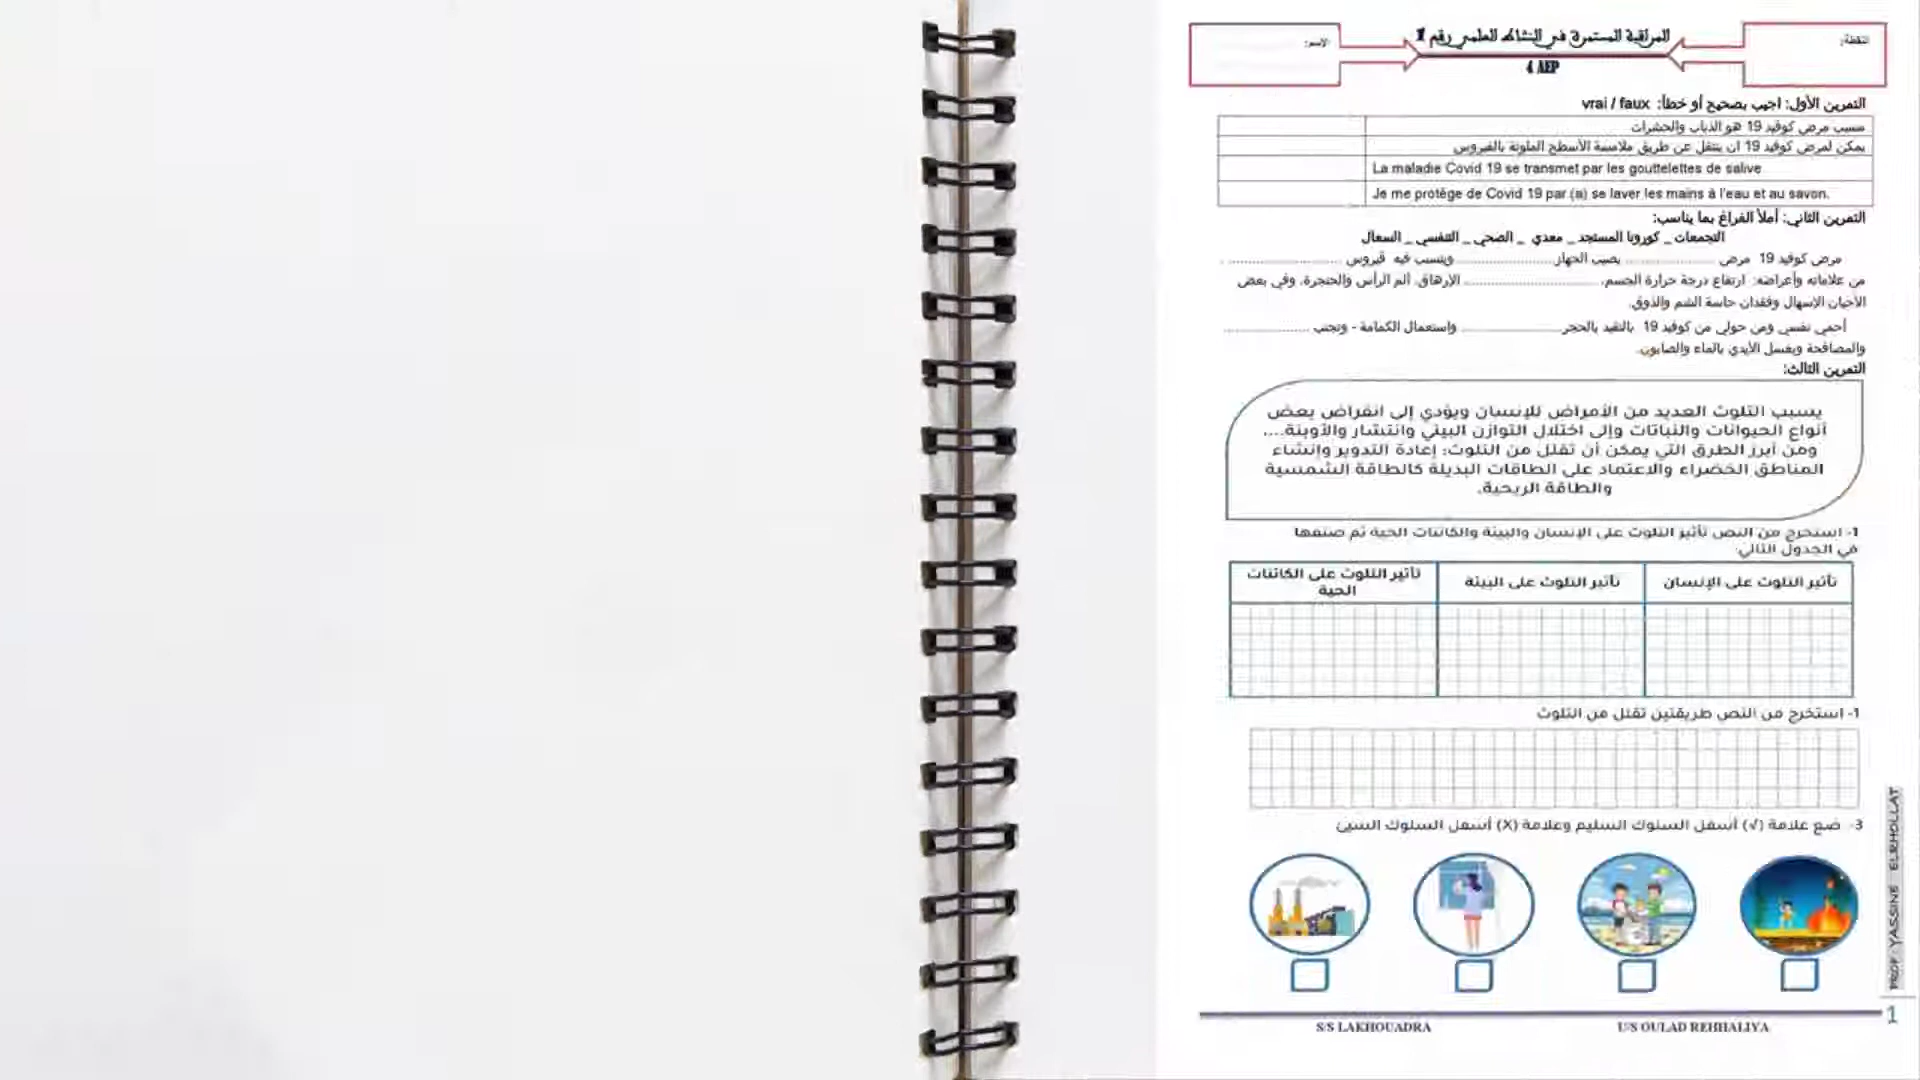 النقطة:
المراقبة المستمرة في النشاط العلمي رقم 1
الاسم:
4 AEP
التمرين الأول: اجيب بصحيح أو خطأ: vrai / faux
مسبب مرض كوفيد 19 هو الذباب والحشرات
يمكن لمرض كوفيد 19 ان ينتقل عن طريق ملامسة الأسطح الملوثة بالفيروس
La maladie Covid 19 se transmet par les gouttelettes de salive
Je me protège de Covid 19 par (a) se laver les mains à l'eau et au savon.
التمرين الثاني: أملأ الفراغ بما يناسب:
التجمعات _ كورونا المستجد _ معدي _ الصحي _ التنفسي _ السعال
مرض كوفيد 19 مرض ...................... يصيب الجهاز ...................... ويتسبب فيه فيروس ...................... .
من علاماته وأعراضه: ارتفاع درجة حرارة الجسم، ...................... الإرهاق، ألم الرأس والحنجرة، وفي بعض
الأحيان الإسهال وفقدان حاسة الشم والذوق.
أحمي نفسي ومن حولي من كوفيد 19 بالتقيد بالحجر ...................... واستعمال الكمامة - وتجنب ......................
والمصافحة وبغسل الأيدي بالماء والصابون.
التمرين الثالث:
يسبب التلوث العديد من الأمراض للإنسان ويؤدي إلى انقراض بعض
أنواع الحيوانات والنباتات وإلى اختلال التوازن البيئي وانتشار والأوبئة....
ومن أبرز الطرق التي يمكن أن تقلل من التلوث: إعادة التدوير وإنشاء
المناطق الخضراء والاعتماد على الطاقات البديلة كالطاقة الشمسية
والطاقة الريحية.
1- استخرج من النص تأثير التلوث على الإنسان والبيئة والكائنات الحية ثم صنفها
في الجدول التالي
تأثير التلوث على الإنسان
تأثير التلوث على البيئة
تأثير التلوث على الكائنات
الحية
1- استخرج من النص طريقتين تقلل من التلوث
3- ضع علامة (√) أسفل السلوك السليم وعلامة (X) أسفل السلوك السيئ
PROF : YASSINE ELRHOLLAT
1
S/S LAKHOUADRA
U/S OULAD REHHALIYA